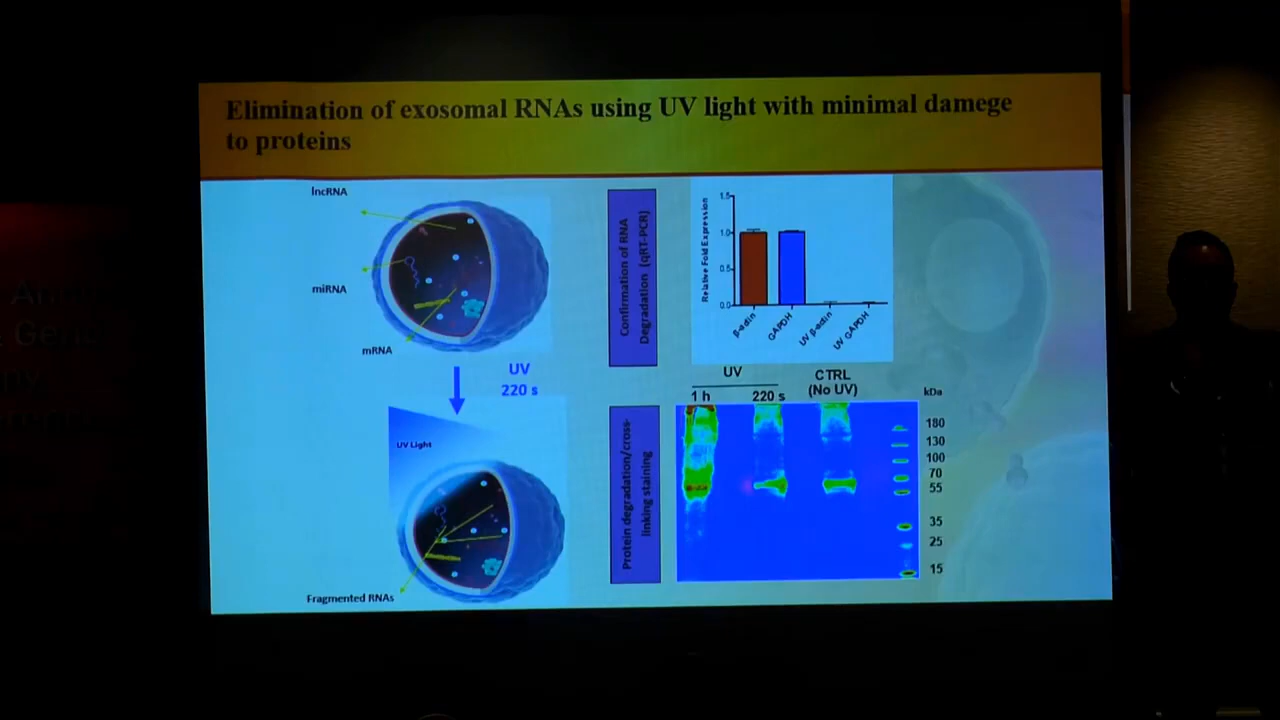 Elimination of exosomal RNAs using UV light with minimal damege
to proteins
lncRNA
miRNA
mRNA
UV
220 s
UV Light
Fragmented RNAs
Confirmation of RNA
Degradation (qRT-PCR)
Relative Fold Expression
1.5
1.0
0.5
0.0
β-actin
GAPDH
UV β-actin
UV GAPDH
Protein degradation/cross-
linking staining
UV
1 h
220 s
CTRL
(No UV)
kDa
180
130
100
70
55
35
25
15